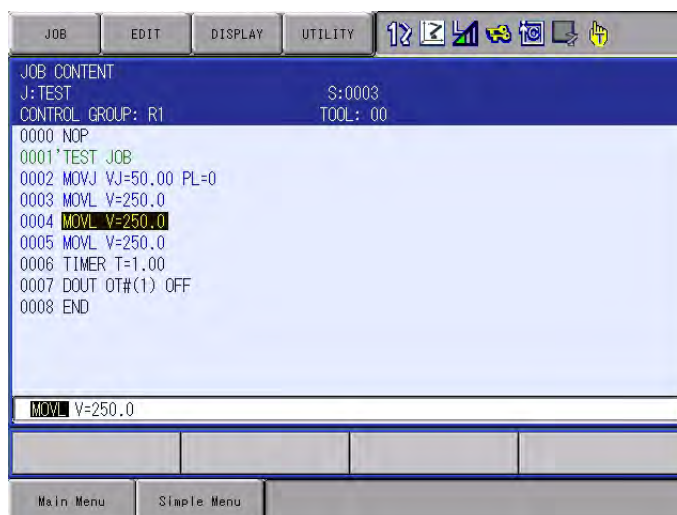 JOB EDIT DISPLAY UTILITY
JOB CONTENT
J:TEST S:0003
CONTROL GROUP: R1 TOOL: 00
0000 NOP
0001'TEST JOB
0002 MOVJ VJ=50.00 PL=0
0003 MOVL V=250.0
0004 MOVL V=250.0
0005 MOVL V=250.0
0006 TIMER T=1.00
0007 DOUT OT#(1) OFF
0008 END
MOVL V=250.0
Main Menu Simple Menu